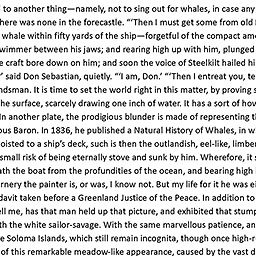 to another thing—namely, not to sing out for whales, in case any
here was none in the forecastle. “‘Then I must get some from old
whale within fifty yards of the ship—forgetful of the compact am
wimmer between his jaws; and rearing high up with him, plunged
e craft bore down on him; and soon the voice of Steelkilt hailed hi
’ said Don Sebastian, quietly. “‘I am, Don.’ “‘Then I entreat you, te
ndsman. It is time to set the world right in this matter, by proving s
he surface, scarcely drawing one inch of water. It has a sort of hov
In another plate, the prodigious blunder is made of representing t
ous Baron. In 1836, he published a Natural History of Whales, in w
oisted to a ship’s deck, such is then the outlandish, eel-like, limber
small risk of being eternally stove and sunk by him. Wherefore, it s
ath the boat from the profundities of the ocean, and bearing high
rnery the painter is, or was, I know not. But my life for it he was ei
davit taken before a Greenland Justice of the Peace. In addition to
ell me, has that man held up that picture, and exhibited that stump
ith the white sailor-savage. With the same marvellous patience, an
e Soloma Islands, which still remain incognita, though once high-r
of this remarkable meadow-like appearance, caused by the vast d